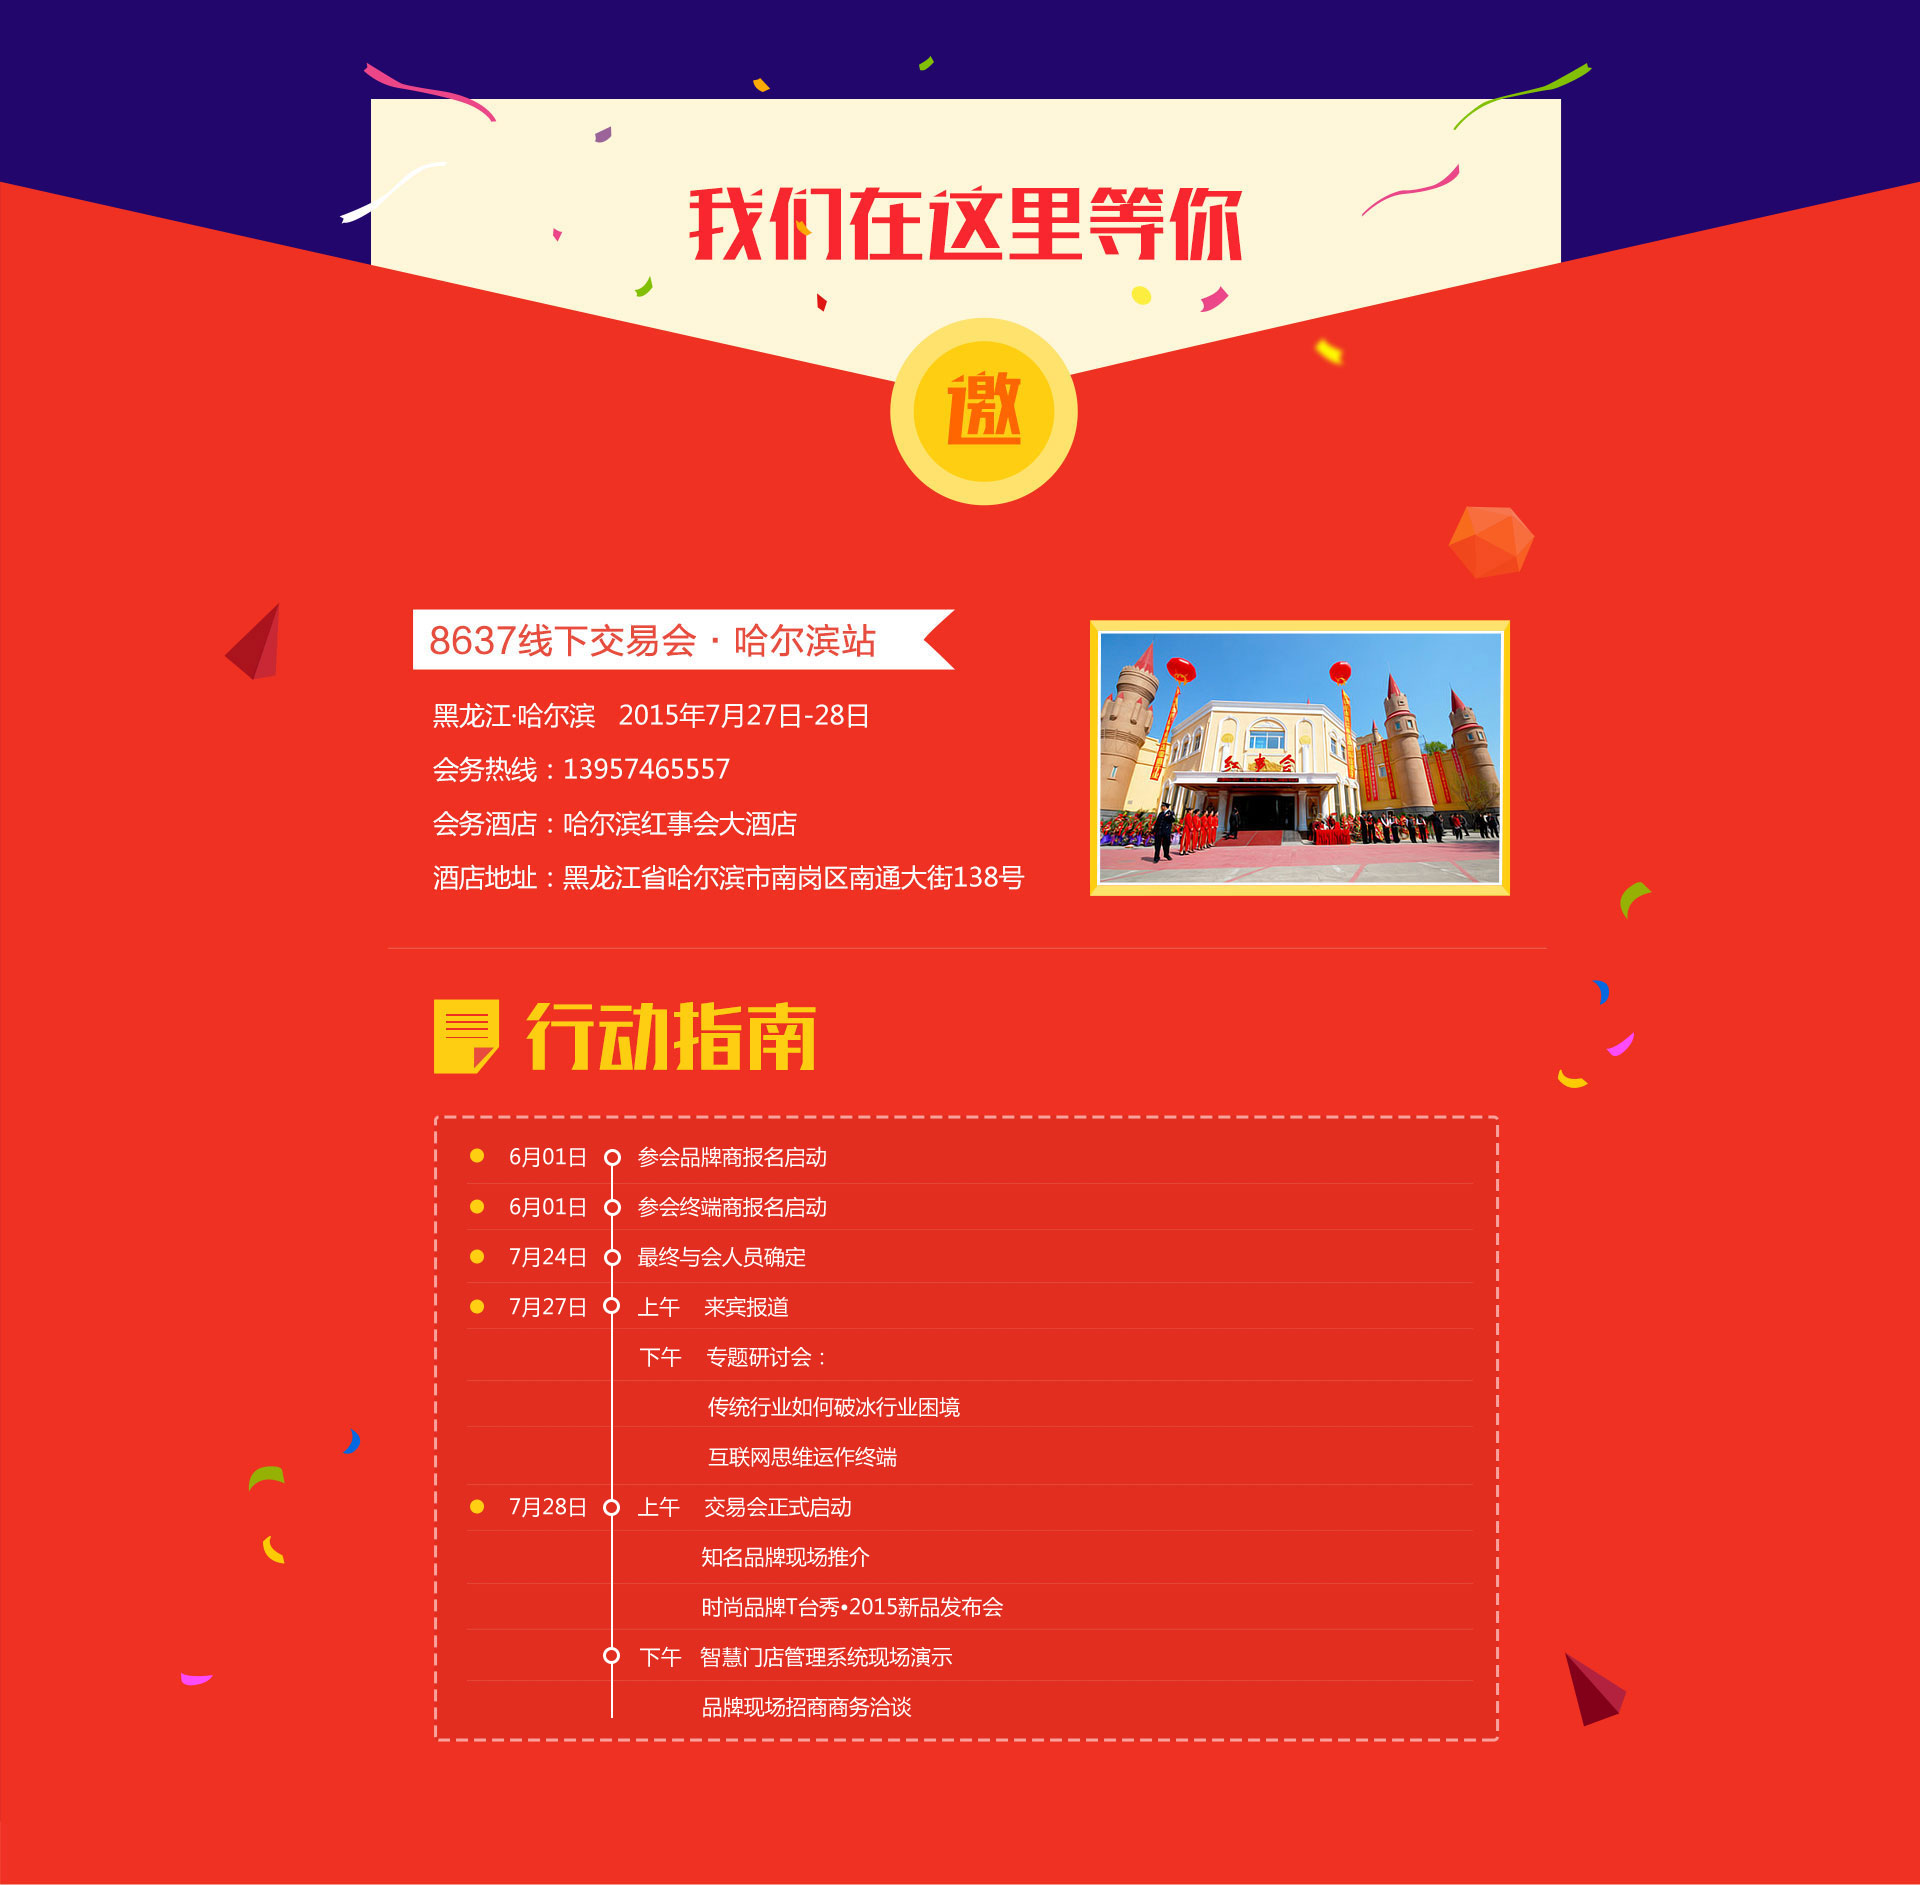 我们在这里等你
邀
8637线下交易会·哈尔滨站
黑龙江·哈尔滨 2015年7月27日-28日
会务热线：13957465557
会务酒店：哈尔滨红事会大酒店
酒店地址：黑龙江省哈尔滨市南岗区南通大街138号
红事会
行动指南
6月01日 参会品牌商报名启动
6月01日 参会终端商报名启动
7月24日 最终与会人员确定
7月27日 上午 来宾报道
下午 专题研讨会：
传统行业如何破冰行业困境
互联网思维运作终端
7月28日 上午 交易会正式启动
知名品牌现场推介
时尚品牌T台秀•2015新品发布会
下午 智慧门店管理系统现场演示
品牌现场招商商务洽谈